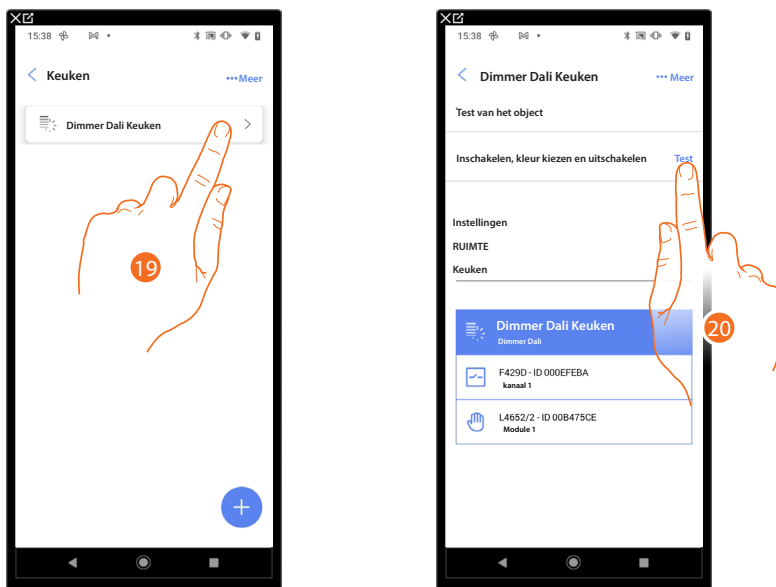 15:38
Keuken
•••Meer
Dimmer Dali Keuken
19
15:38
Dimmer Dali Keuken
••• Meer
Test van het object
Inschakelen, kleur kiezen en uitschakelen
Test
Instellingen
RUIMTE
Keuken
Dimmer Dali Keuken
Dimmer Dali
F429D - ID 000EFEBA
kanaal 1
L4652/2 - ID 00B475CE
Module 1
20